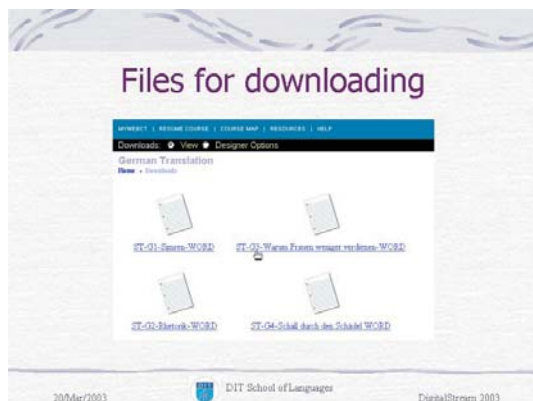 Files for downloading
MYWEBCT | RESUME COURSE | COURSE MAP | RESOURCES | HELP
Downloads: View Designer Options
German Translation
Home › Downloads
ST-G1-Spuren-WORD ST-G3-Warum Frauen weniger verdienen-WORD
ST-G2-Rhetorik-WORD ST-G4-Schall durch den Schädel WORD
DIT School of Languages
20/Mar/2003 DigitalStream 2003